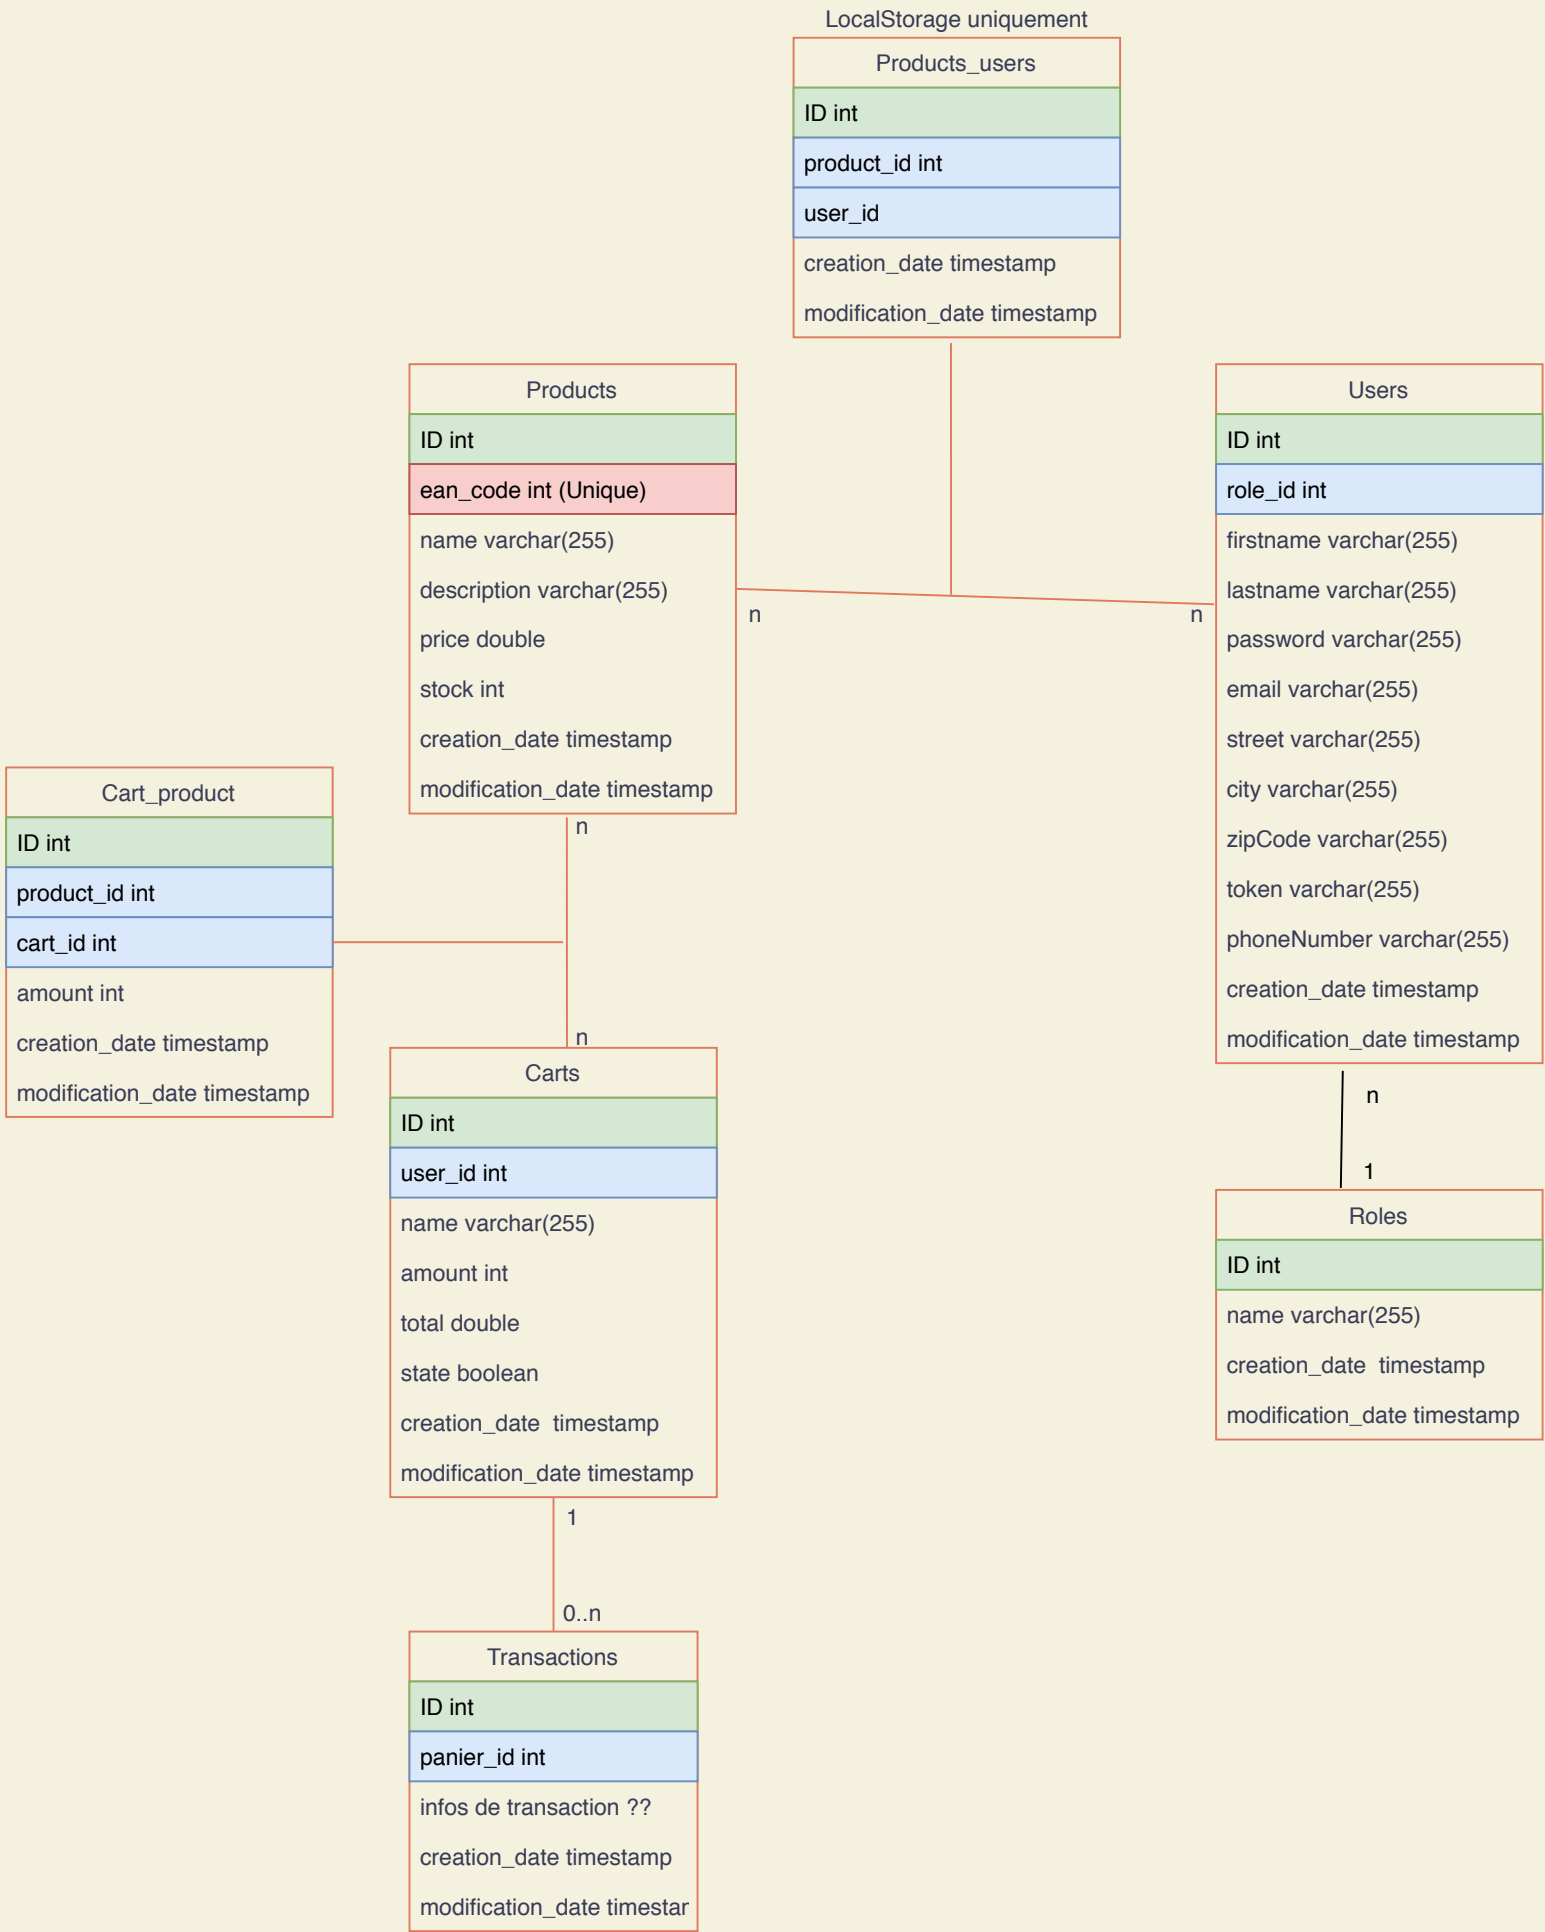 LocalStorage uniquement
Products_users
ID int
product_id int
user_id
creation_date timestamp
modification_date timestamp
Products
ID int
ean_code int (Unique)
name varchar(255)
description varchar(255)
price double
stock int
creation_date timestamp
modification_date timestamp
n
n
Users
ID int
role_id int
firstname varchar(255)
lastname varchar(255)
password varchar(255)
email varchar(255)
street varchar(255)
city varchar(255)
zipCode varchar(255)
token varchar(255)
phoneNumber varchar(255)
creation_date timestamp
modification_date timestamp
Cart_product
ID int
product_id int
cart_id int
amount int
creation_date timestamp
modification_date timestamp
n
n
Carts
ID int
user_id int
name varchar(255)
amount int
total double
state boolean
creation_date  timestamp
modification_date timestamp
n
1
Roles
ID int
name varchar(255)
creation_date  timestamp
modification_date timestamp
1
0..n
Transactions
ID int
panier_id int
infos de transaction ??
creation_date timestamp
modification_date timestar